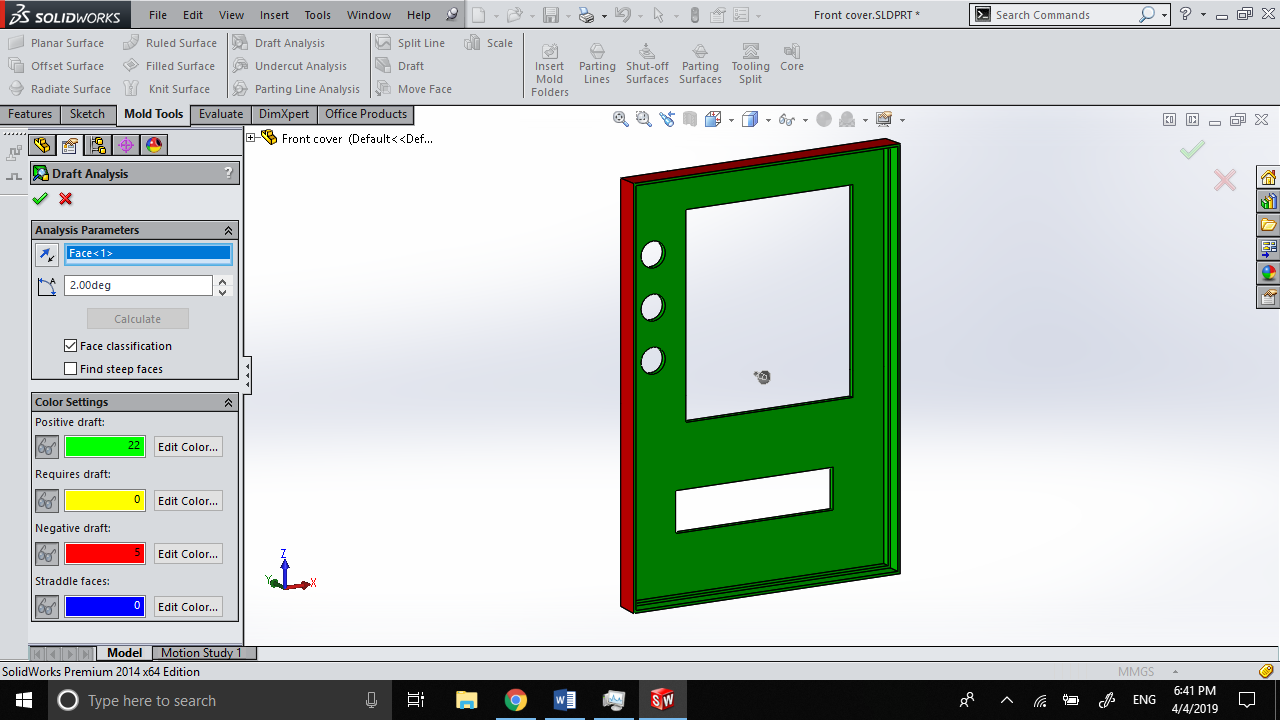 SOLIDWORKS File Edit View Insert Tools Window Help Front cover.SLDPRT * Search Commands ?
Planar Surface Ruled Surface Draft Analysis Split Line Scale
Offset Surface Filled Surface Undercut Analysis Draft
Radiate Surface Knit Surface Parting Line Analysis Move Face
Insert Mold Folders
Parting Lines
Shut-off Surfaces
Parting Surfaces
Tooling Split
Core
Features Sketch Mold Tools Evaluate DimXpert Office Products
Front cover (Default<<Def...
Draft Analysis ?
Analysis Parameters
Face<1>
2.00deg
Calculate
Face classification
Find steep faces
Color Settings
Positive draft:
22 Edit Color...
Requires draft:
0 Edit Color...
Negative draft:
5 Edit Color...
Straddle faces:
0 Edit Color...
Z
Y X
Model Motion Study 1
SolidWorks Premium 2014 x64 Edition MMGS
Type here to search ENG 6:41 PM
4/4/2019